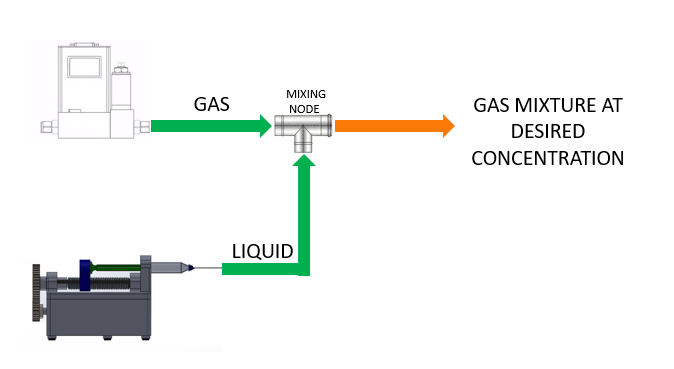 GAS
MIXING
NODE
GAS MIXTURE AT
DESIRED
CONCENTRATION
LIQUID